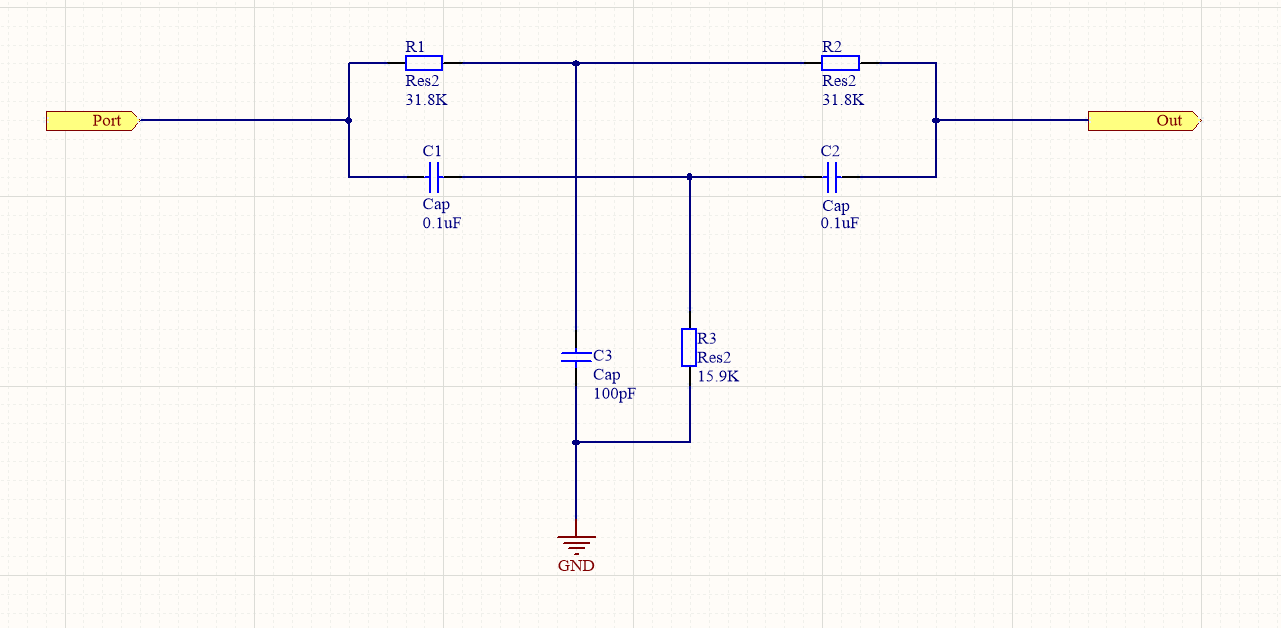 R1
Res2
31.8K
R2
Res2
31.8K
Port
Out
C1
Cap
0.1uF
C2
Cap
0.1uF
C3
Cap
100pF
R3
Res2
15.9K
GND